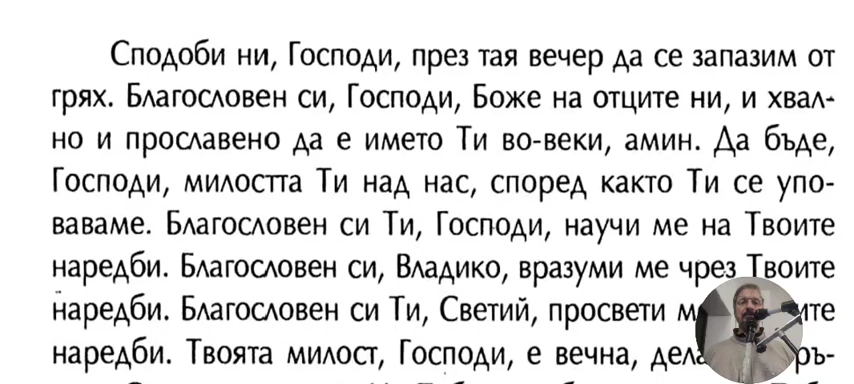 Сподоби ни, Господи, през тая вечер да се запазим от
грях. Благословен си, Господи, Боже на отците ни, и хвал-
но и прославено да е името Ти во-веки, амин. Да бъде,
Господи, милостта Ти над нас, според както Ти се упо-
ваваме. Благословен си Ти, Господи, научи ме на Твоите
наредби. Благословен си, Владико, вразуми ме чрез Твоите
наредби. Благословен си Ти, Светий, просвети
наредби. Твоята милост, Господи, е вечна,